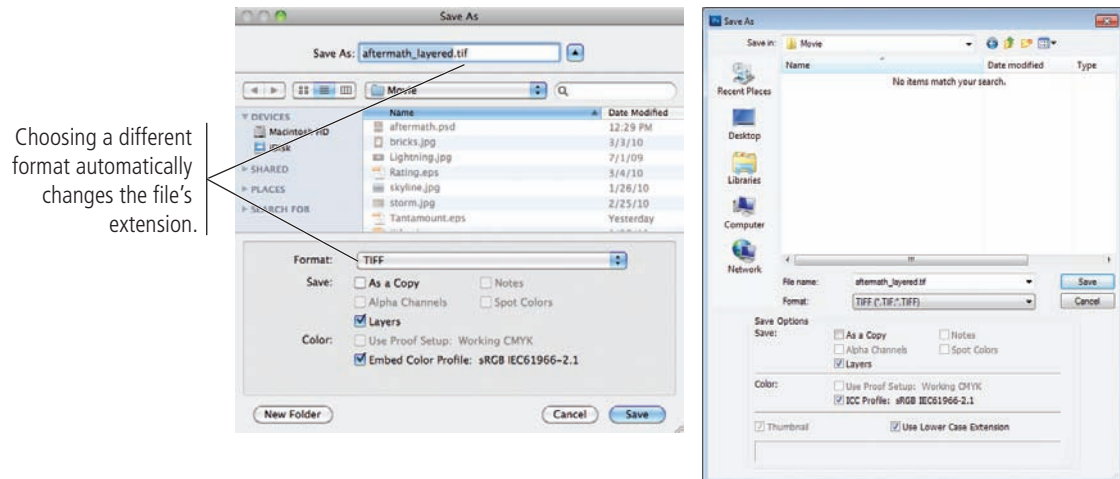 Choosing a different
format automatically
changes the file's
extension.
Save As
Save As: aftermath_layered.tif
Movie
Name Date Modified
DEVICES
Macintosh HD
iDisk
SHARED
PLACES
SEARCH FOR
aftermath.psd 12:29 PM
bricks.jpg 3/3/10
Lightning.jpg 7/1/09
Rating.eps 3/4/10
skyline.jpg 1/26/10
storm.jpg 2/25/10
Tantamount.eps Yesterday
Format: TIFF
Save: As a Copy Notes
Alpha Channels Spot Colors
Layers
Color: Use Proof Setup: Working CMYK
Embed Color Profile: sRGB IEC61966-2.1
New Folder Cancel Save
Save As
Save in: Movie
Name Date modified Type
No items match your search.
Recent Places
Desktop
Libraries
Computer
Network
File name: aftermath_layered.tif Save
Format: TIFF (*.TIF;*.TIFF) Cancel
Save Options
Save: As a Copy Notes
Alpha Channels Spot Colors
Layers
Color: Use Proof Setup: Working CMYK
ICC Profile: sRGB IEC61966-2.1
Thumbnail Use Lower Case Extension